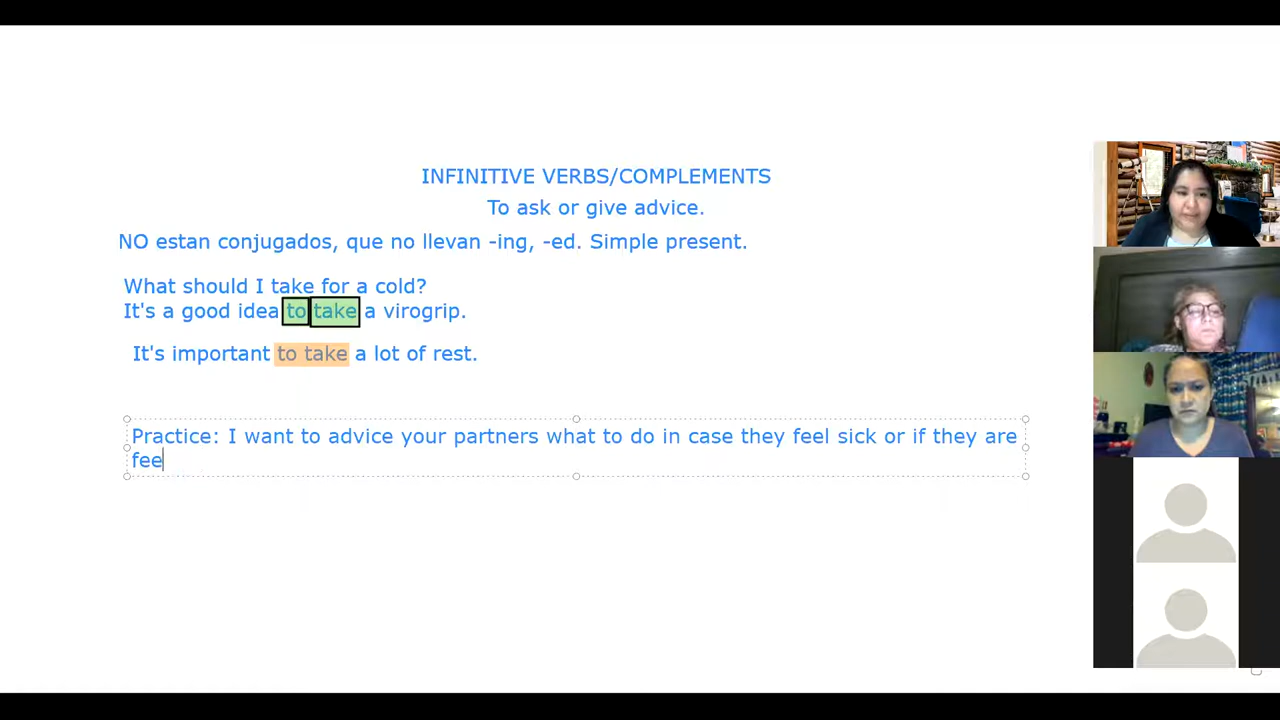 INFINITIVE VERBS/COMPLEMENTS
To ask or give advice.
NO estan conjugados, que no llevan -ing, -ed. Simple present.
What should I take for a cold?
It's a good idea to take a virogrip.
It's important to take a lot of rest.
Practice: I want to advice your partners what to do in case they feel sick or if they are
fee